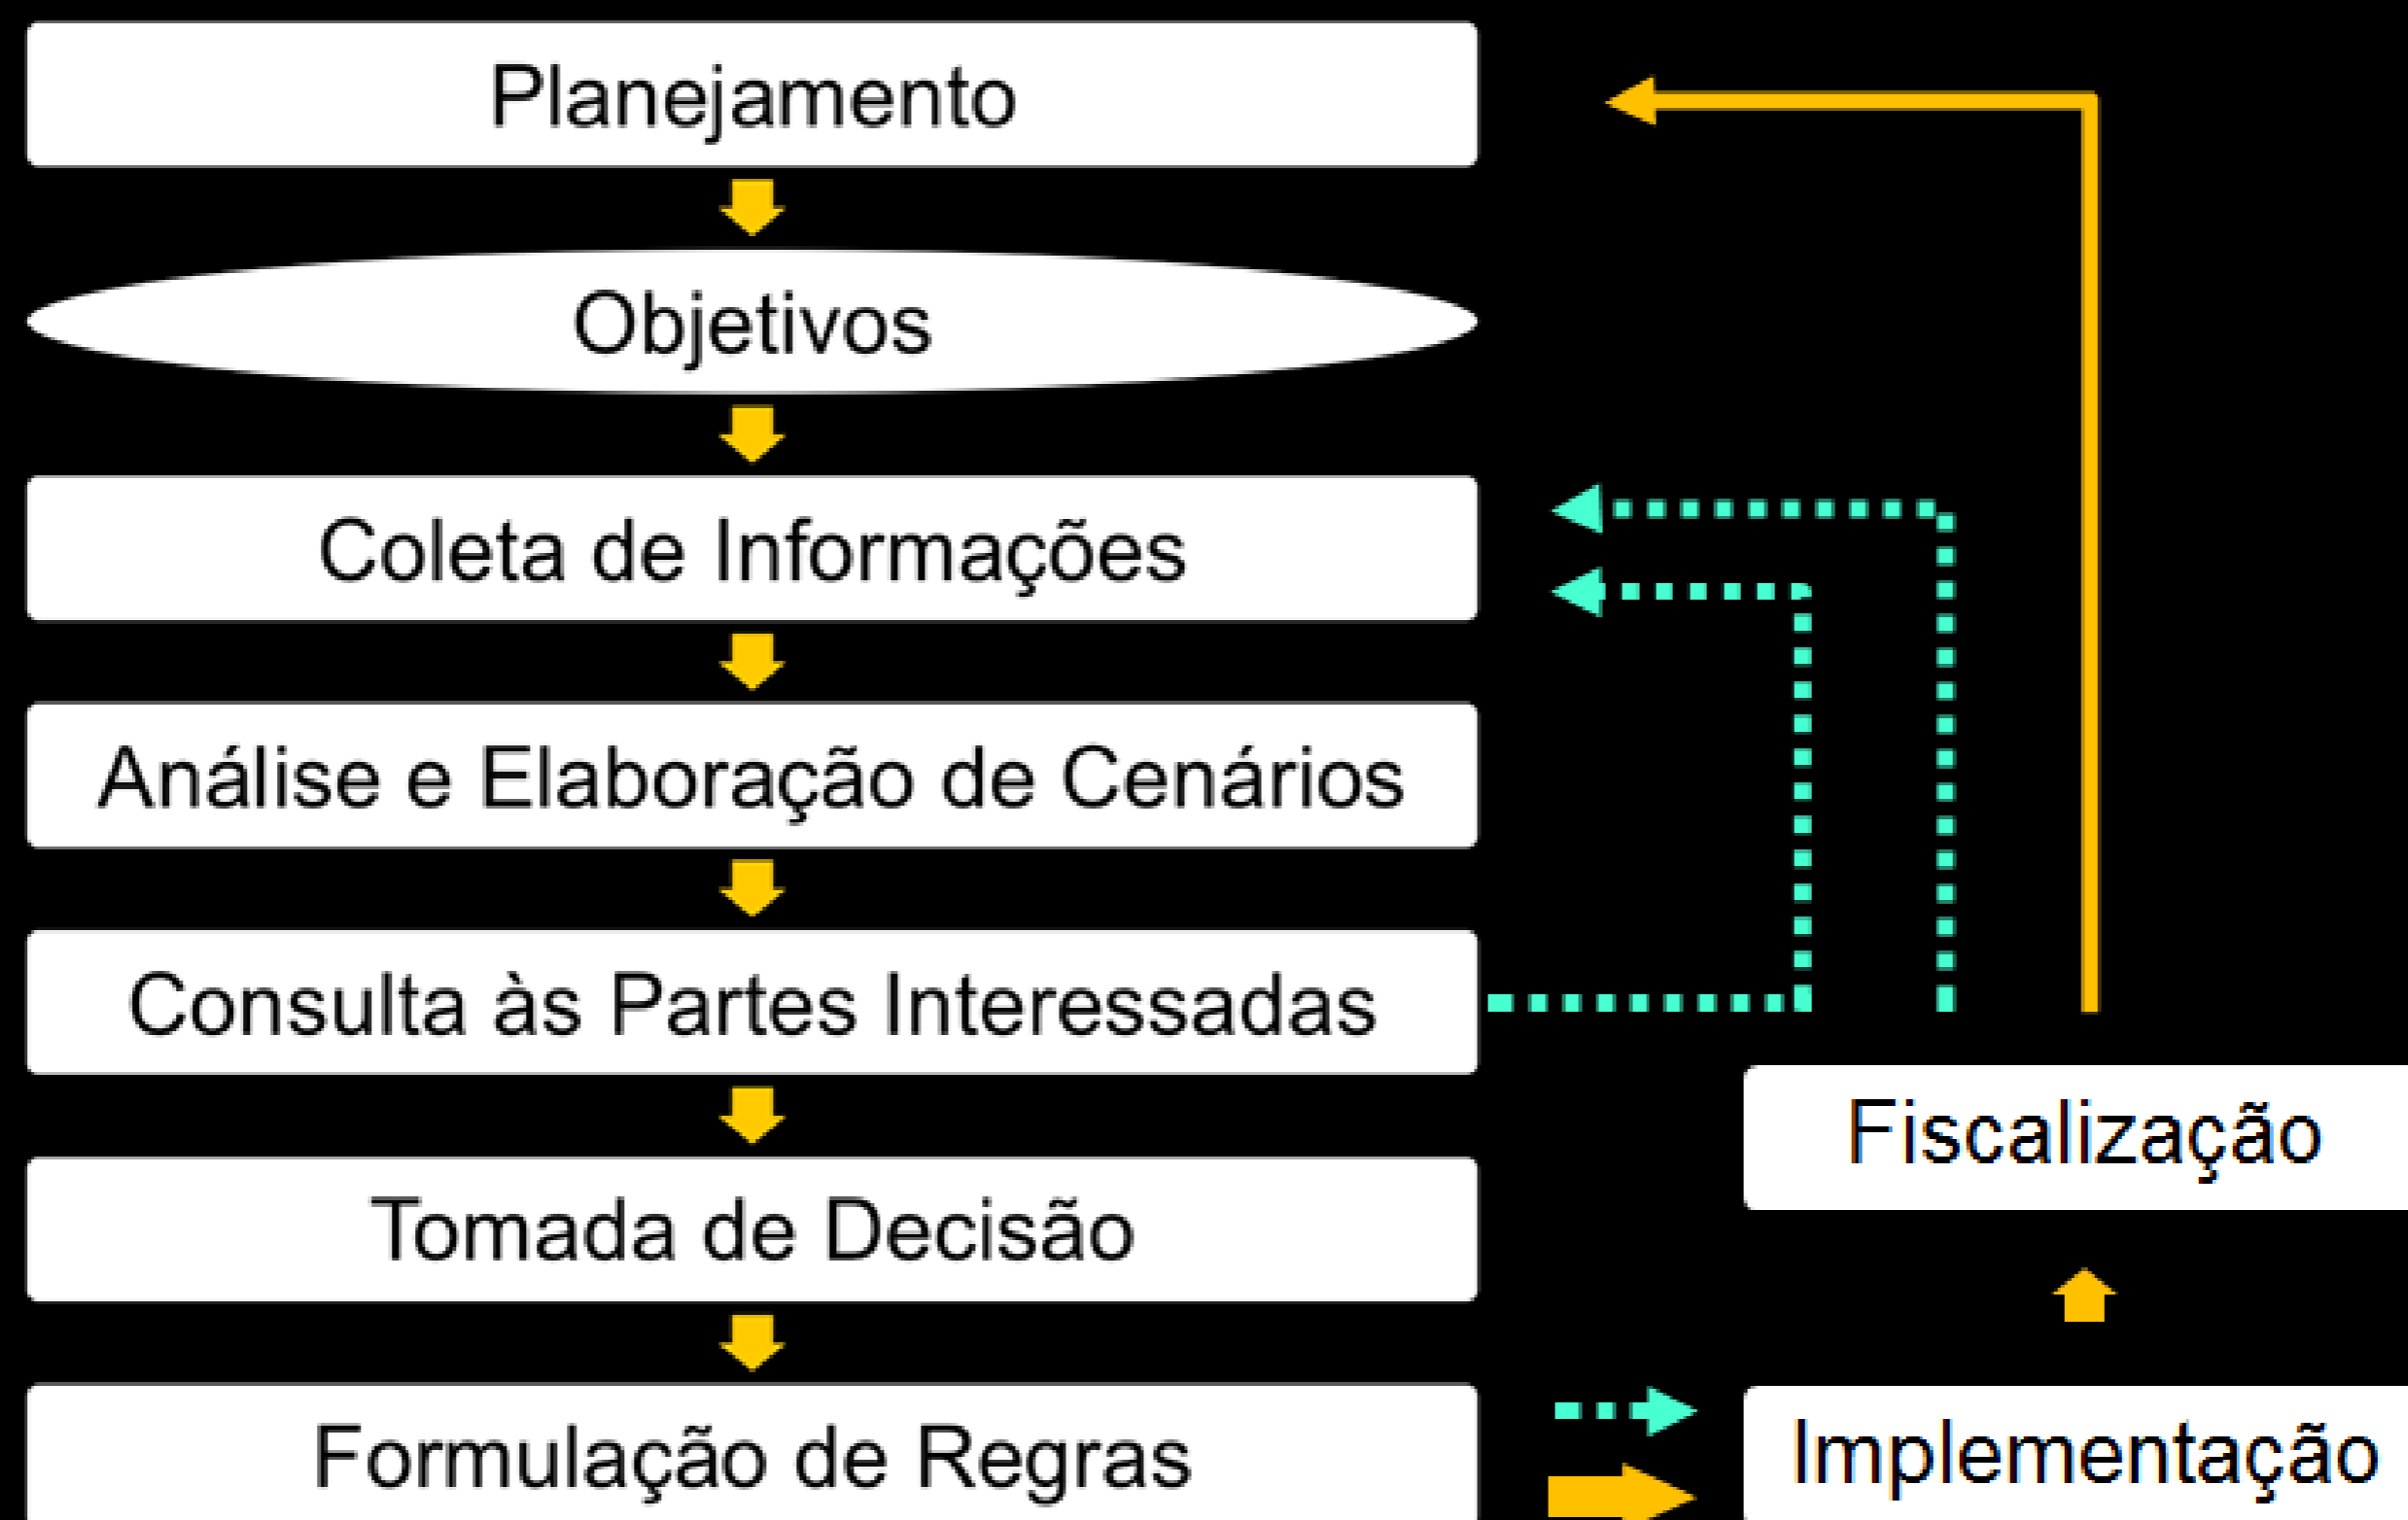 Planejamento
Objetivos
Coleta de Informações
Análise e Elaboração de Cenários
Consulta às Partes Interessadas
Tomada de Decisão
Formulação de Regras
Fiscalização
Implementação